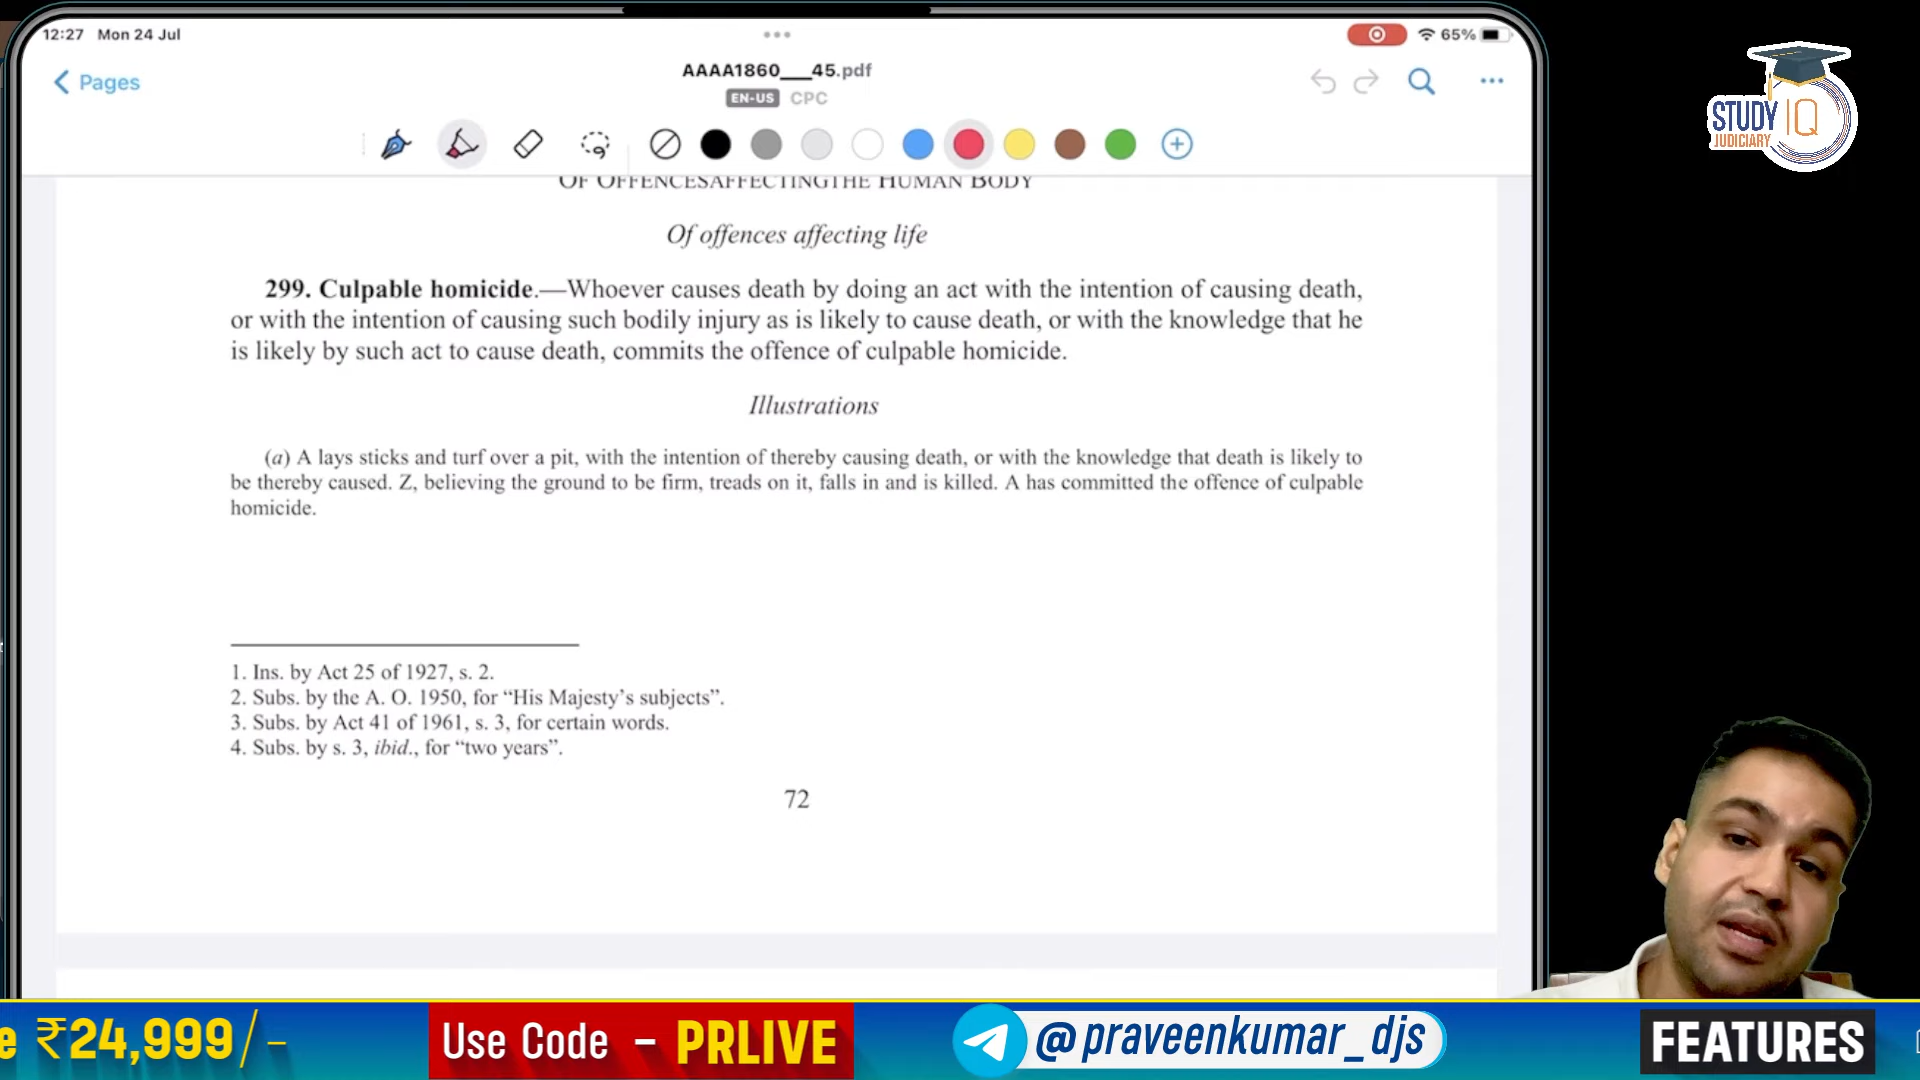 12:27 Mon 24 Jul
65%
Pages
AAAA1860___45.pdf
EN-US CPC
STUDY IQ
JUDICIARY
OF OFFENCESAFFECTINGTHE HUMAN BODY
Of offences affecting life
299. Culpable homicide.—Whoever causes death by doing an act with the intention of causing death,
or with the intention of causing such bodily injury as is likely to cause death, or with the knowledge that he
is likely by such act to cause death, commits the offence of culpable homicide.
Illustrations
(a) A lays sticks and turf over a pit, with the intention of thereby causing death, or with the knowledge that death is likely to
be thereby caused. Z, believing the ground to be firm, treads on it, falls in and is killed. A has committed the offence of culpable
homicide.
1. Ins. by Act 25 of 1927, s. 2.
2. Subs. by the A. O. 1950, for “His Majesty’s subjects”.
3. Subs. by Act 41 of 1961, s. 3, for certain words.
4. Subs. by s. 3, ibid., for “two years”.
72
e ₹24,999/-
Use Code - PRLIVE
@praveenkumar_djs
FEATURES